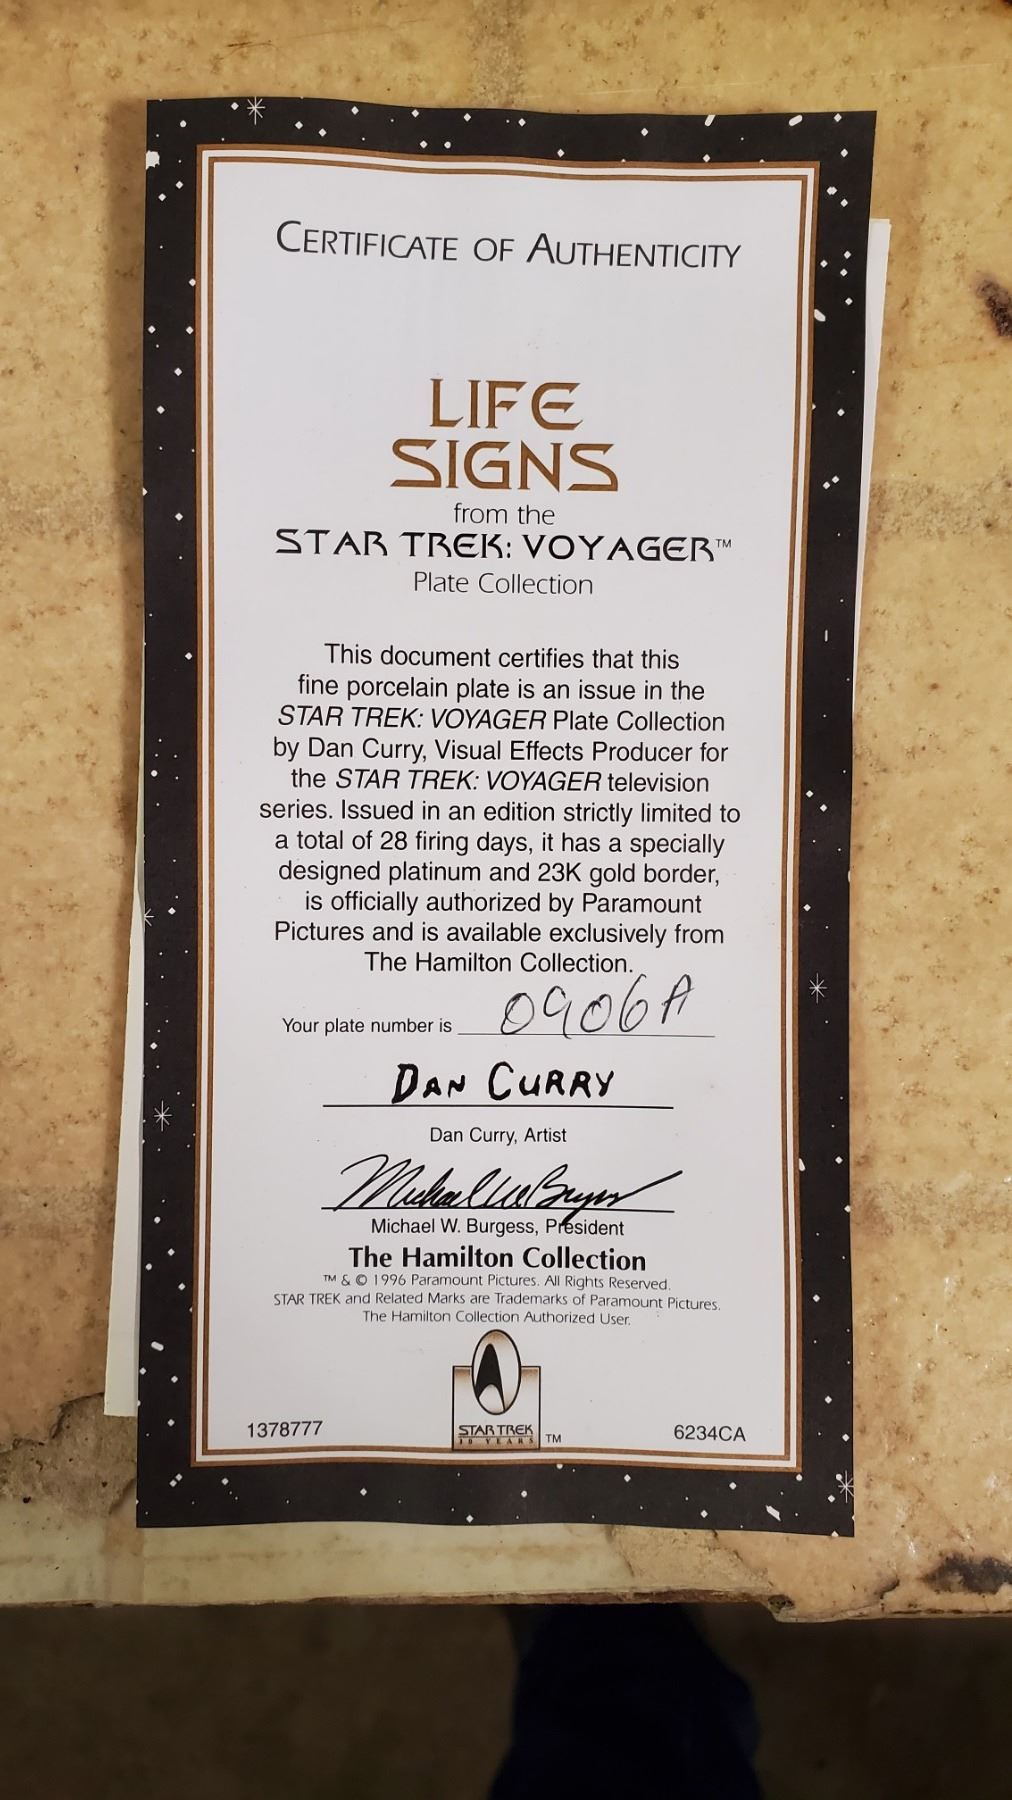 CERTIFICATE OF AUTHENTICITY
LIFE
SIGNS
from the
STAR TREK: VOYAGER™
Plate Collection
This document certifies that this
fine porcelain plate is an issue in the
STAR TREK: VOYAGER Plate Collection
by Dan Curry, Visual Effects Producer for
the STAR TREK: VOYAGER television
series. Issued in an edition strictly limited to
a total of 28 firing days, it has a specially
designed platinum and 23K gold border,
is officially authorized by Paramount
Pictures and is available exclusively from
The Hamilton Collection.
Your plate number is 0906A
DAN CURRY
Dan Curry, Artist
Michael W. Burgess
Michael W. Burgess, President
The Hamilton Collection
™ & © 1996 Paramount Pictures. All Rights Reserved.
STAR TREK and Related Marks are Trademarks of Paramount Pictures.
The Hamilton Collection Authorized User.
STAR TREK
30 YEARS ™
1378777
6234CA